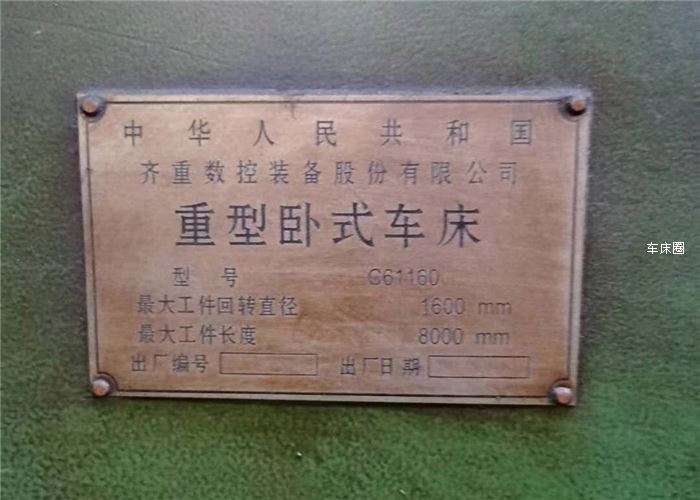 中华人民共和国
齐重数控装备股份有限公司
重型卧式车床
型号 G61160
最大工件回转直径 1600 mm
最大工件长度 8000 mm
出厂编号 出厂日期
车床圈